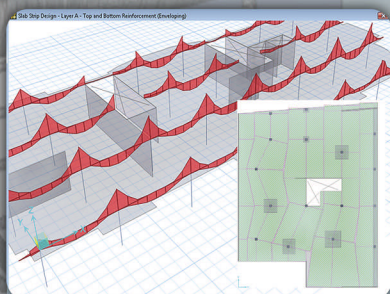 Slab Strip Design - Layer A - Top and Bottom Reinforcement (Enveloping)